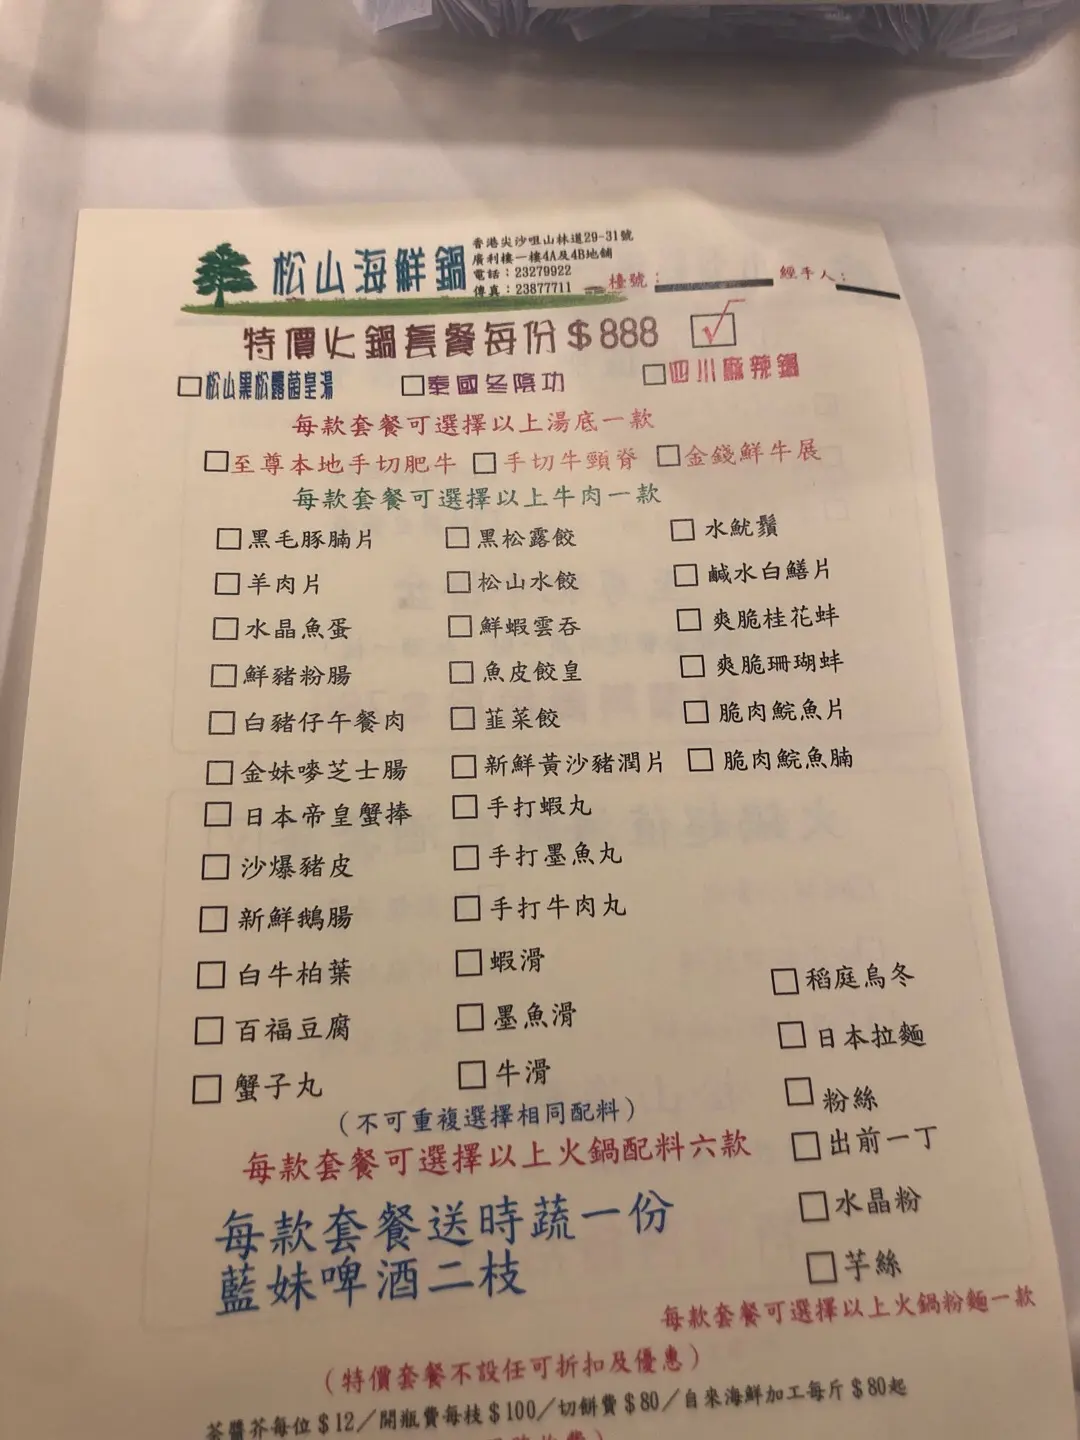 松山海鮮鍋
香港尖沙咀山林道29-31號
廣利樓一樓4A及4B地鋪
電話：23279922
傳真：23877711
檯號：
經手人：
特價火鍋套餐每份$888
松山黑松露菌皇湯 泰國冬陰功 四川麻辣鍋
每款套餐可選擇以上湯底一款
至尊本地手切肥牛 手切牛頸脊 金錢鮮牛展
每款套餐可選擇以上牛肉一款
黑毛豚腩片 黑松露餃 水魷鬚
羊肉片 松山水餃 鹹水白鱔片
水晶魚蛋 鮮蝦雲吞 爽脆桂花蚌
鮮豬粉腸 魚皮餃皇 爽脆珊瑚蚌
白豬仔午餐肉 韮菜餃 脆肉鯇魚片
金妹嘜芝士腸 新鮮黃沙豬潤片 脆肉鯇魚腩
日本帝皇蟹捧 手打蝦丸
沙爆豬皮 手打墨魚丸
新鮮鵝腸 手打牛肉丸
白牛柏葉 蝦滑 稻庭烏冬
百福豆腐 墨魚滑 日本拉麵
蟹子丸 牛滑 粉絲
（不可重複選擇相同配料） 出前一丁
每款套餐可選擇以上火鍋配料六款
每款套餐送時蔬一份 水晶粉
藍妹啤酒二枝 芋絲
每款套餐可選擇以上火鍋粉麵一款
（特價套餐不設任可折扣及優惠）
茶醬芥每位$12／開瓶費每枝$100／切餅費$80／自來海鮮加工每斤$80起